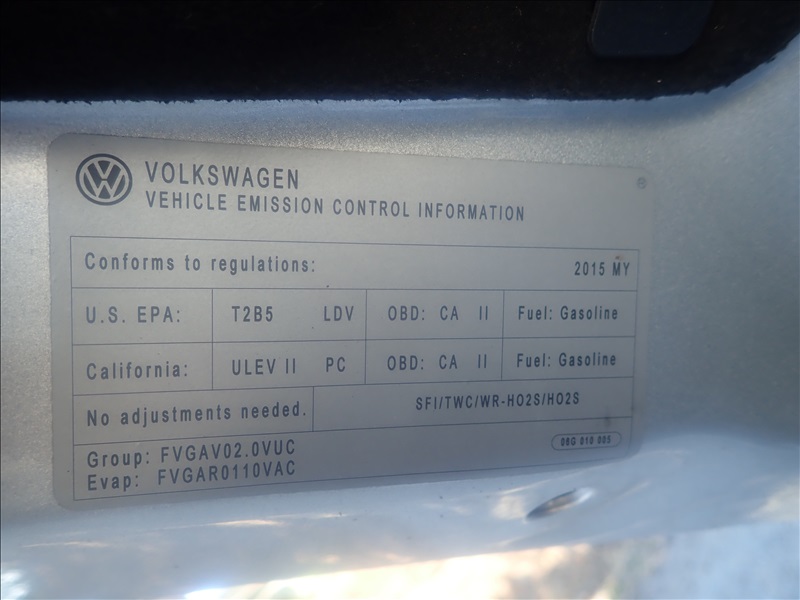 VOLKSWAGEN
VEHICLE EMISSION CONTROL INFORMATION
Conforms to regulations: 2015 MY
U.S. EPA: T2B5 LDV OBD: CA II Fuel: Gasoline
California: ULEV II PC OBD: CA II Fuel: Gasoline
No adjustments needed. SFI/TWC/WR-HO2S/HO2S
Group: FVGAV02.0VUC
Evap: FVGAR0110VAC
06G 010 005